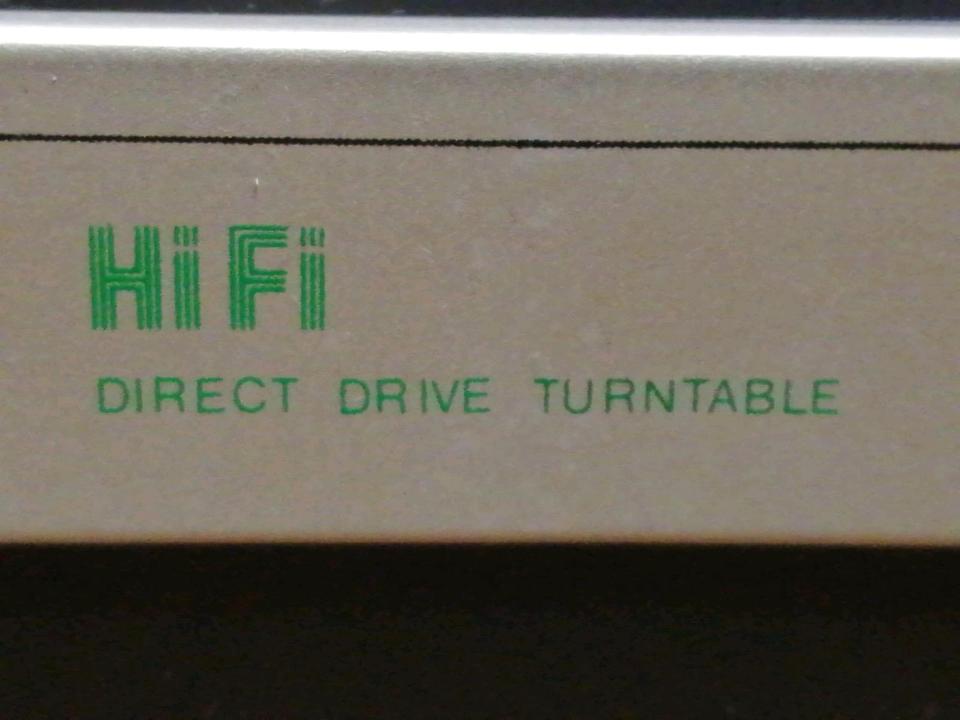 HiFi
DIRECT DRIVE TURNTABLE